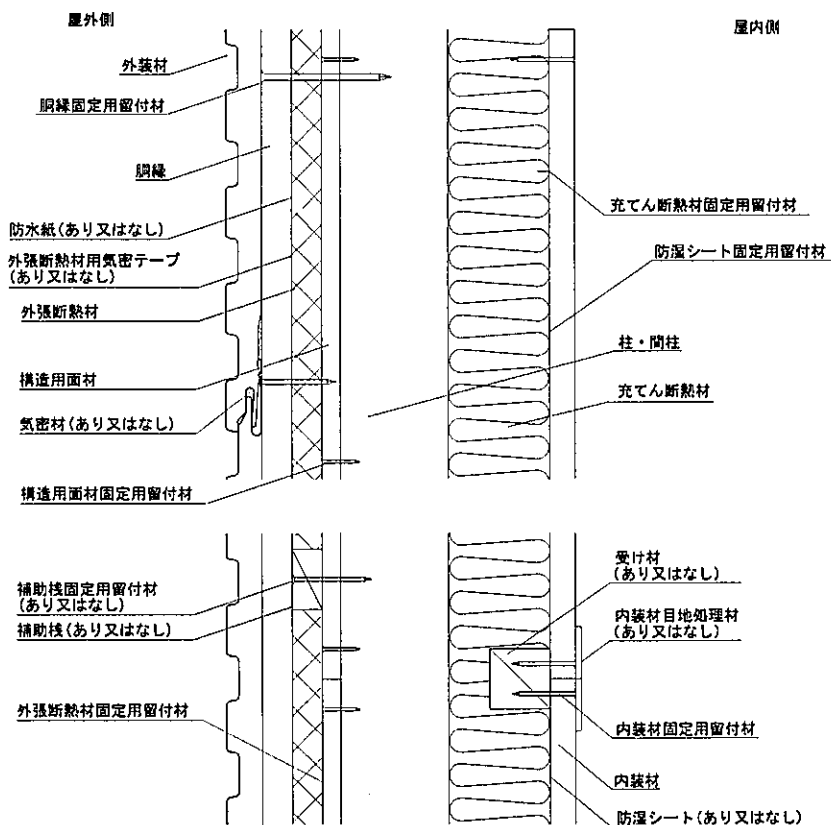 屋外側
屋内側
外装材
胴縁固定用留付材
胴縁
防水紙(あり又はなし)
外張断熱材用気密テープ
(あり又はなし)
外張断熱材
構造用面材
気密材(あり又はなし)
構造用面材固定用留付材
充てん断熱材固定用留付材
防湿シート固定用留付材
柱・間柱
充てん断熱材
補助桟固定用留付材
(あり又はなし)
補助桟(あり又はなし)
外張断熱材固定用留付材
受け材
(あり又はなし)
内装材目地処理材
(あり又はなし)
内装材固定用留付材
内装材
防湿シート(あり又はなし)